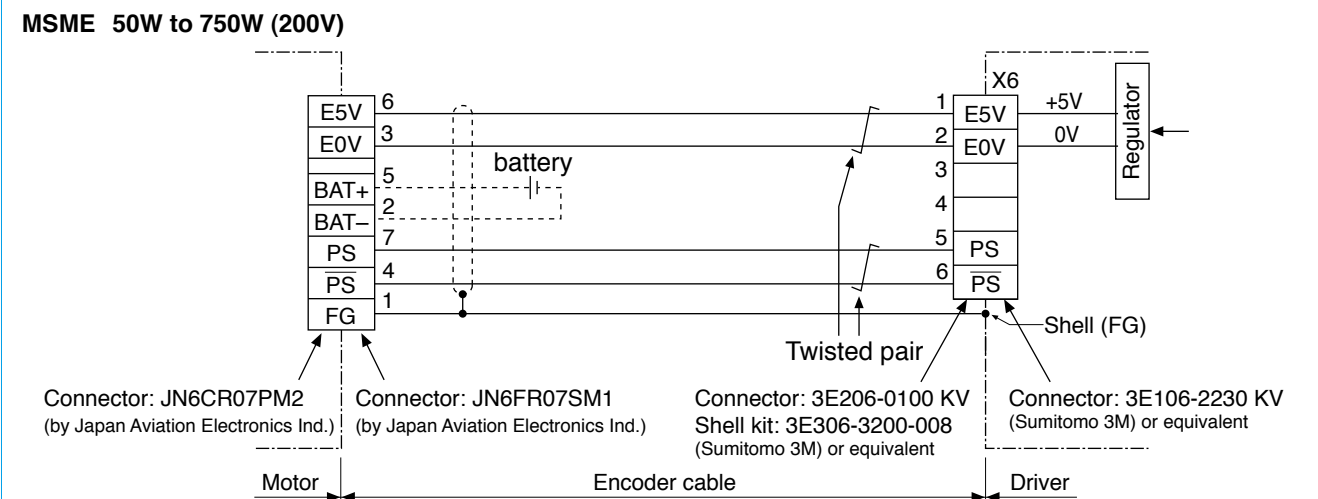 MSME 50W to 750W (200V)
X6
E5V 6
1 E5V +5V
E0V 3
2 E0V 0V
Regulator
battery
3
BAT+ 5
4
BAT– 2
PS 7
5 PS
PS 4
6 PS
FG 1
Shell (FG)
Twisted pair
Connector: JN6CR07PM2
(by Japan Aviation Electronics Ind.)
Connector: JN6FR07SM1
(by Japan Aviation Electronics Ind.)
Connector: 3E206-0100 KV
Shell kit: 3E306-3200-008
(Sumitomo 3M) or equivalent
Connector: 3E106-2230 KV
(Sumitomo 3M) or equivalent
Motor
Encoder cable
Driver